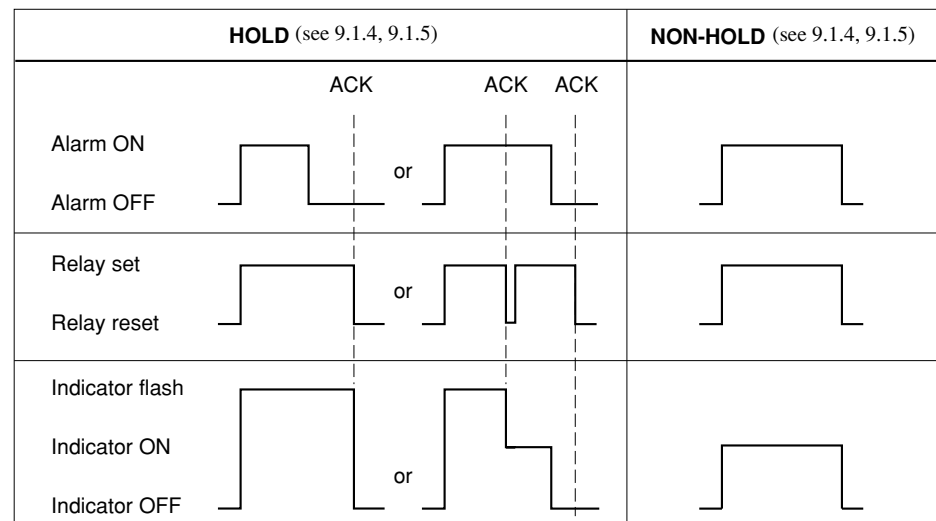 HOLD (see 9.1.4, 9.1.5)
NON-HOLD (see 9.1.4, 9.1.5)
ACK
ACK
ACK
Alarm ON
or
Alarm OFF
Relay set
or
Relay reset
Indicator flash
Indicator ON
or
Indicator OFF